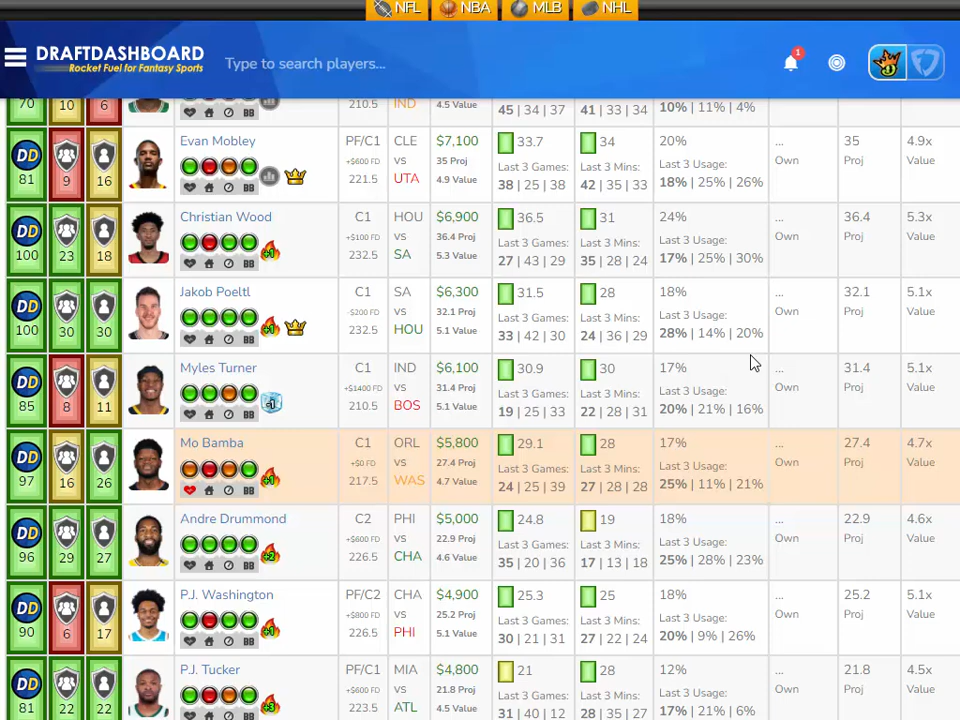 NFL NBA MLB NHL
DRAFTDASHBOARD
Rocket Fuel for Fantasy Sports
Type to search players...
1
70 10 6 210.5 IND 4.5 Value 45 | 34 | 37 41 | 33 | 34 10% | 11% | 4%
Evan Mobley PF/C1 CLE $7,100 33.7 34 20% ... 35 4.9x
+$600 FD VS 35 Proj Last 3 Games: Last 3 Mins: Last 3 Usage: Own Proj Value
DD 81 9 16 BB 221.5 UTA 4.9 Value 38 | 25 | 38 42 | 35 | 33 18% | 25% | 26%
Christian Wood C1 HOU $6,900 36.5 31 24% ... 36.4 5.3x
+$100 FD VS 36.4 Proj Last 3 Games: Last 3 Mins: Last 3 Usage: Own Proj Value
DD 100 23 18 BB +1 232.5 SA 5.3 Value 27 | 43 | 29 35 | 28 | 24 17% | 25% | 30%
Jakob Poeltl C1 SA $6,300 31.5 28 18% ... 32.1 5.1x
-$200 FD VS 32.1 Proj Last 3 Games: Last 3 Mins: Last 3 Usage: Own Proj Value
DD 100 30 30 BB +1 232.5 HOU 5.1 Value 33 | 42 | 30 24 | 36 | 29 28% | 14% | 20%
Myles Turner C1 IND $6,100 30.9 30 17% ... 31.4 5.1x
+$1400 FD VS 31.4 Proj Last 3 Games: Last 3 Mins: Last 3 Usage: Own Proj Value
DD 85 8 11 BB -1 210.5 BOS 5.1 Value 19 | 25 | 33 22 | 28 | 31 20% | 21% | 16%
Mo Bamba C1 ORL $5,800 29.1 28 17% ... 27.4 4.7x
+$0 FD VS 27.4 Proj Last 3 Games: Last 3 Mins: Last 3 Usage: Own Proj Value
DD 97 16 26 BB +1 217.5 WAS 4.7 Value 24 | 25 | 39 27 | 28 | 28 25% | 11% | 21%
Andre Drummond C2 PHI $5,000 24.8 19 18% ... 22.9 4.6x
+$600 FD VS 22.9 Proj Last 3 Games: Last 3 Mins: Last 3 Usage: Own Proj Value
DD 96 29 27 BB +2 226.5 CHA 4.6 Value 35 | 20 | 36 17 | 13 | 18 25% | 28% | 23%
P.J. Washington PF/C2 CHA $4,900 25.3 25 18% ... 25.2 5.1x
+$800 FD VS 25.2 Proj Last 3 Games: Last 3 Mins: Last 3 Usage: Own Proj Value
DD 90 6 17 BB +1 226.5 PHI 5.1 Value 30 | 21 | 31 27 | 22 | 24 20% | 9% | 26%
P.J. Tucker PF/C1 MIA $4,800 21 28 12% ... 21.8 4.5x
+$600 FD VS 21.8 Proj Last 3 Games: Last 3 Mins: Last 3 Usage: Own Proj Value
DD 81 22 22 BB +3 223.5 ATL 4.5 Value 31 | 40 | 12 28 | 35 | 27 17% | 21% | 6%